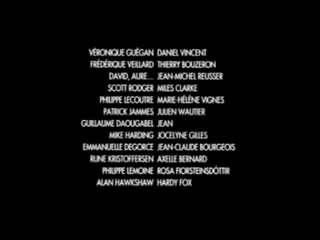 VÉRONIQUE GUÉGAN DANIEL VINCENT
FRÉDÉRIQUE VEILLARD THIERRY BOUZERON
DAVID, AURE... JEAN-MICHEL REUSSER
SCOTT RODGER MILES CLARKE
PHILIPPE LECOUTRE MARIE-HÉLÈNE VIGNES
PATRICK JAMMES JULIEN WAUTIER
GUILLAUME DAOUGABEL JEAN
MIKE HARDING JOCELYNE GILLES
EMMANUELLE DEGORCE JEAN-CLAUDE BOURGEOIS
RUNE KRISTOFFERSEN AXELLE BERNARD
PHILIPPE LEMOINE ROSA FIORSTEINSDÓTTIR
ALAN HAWKSHAW HARDY FOX